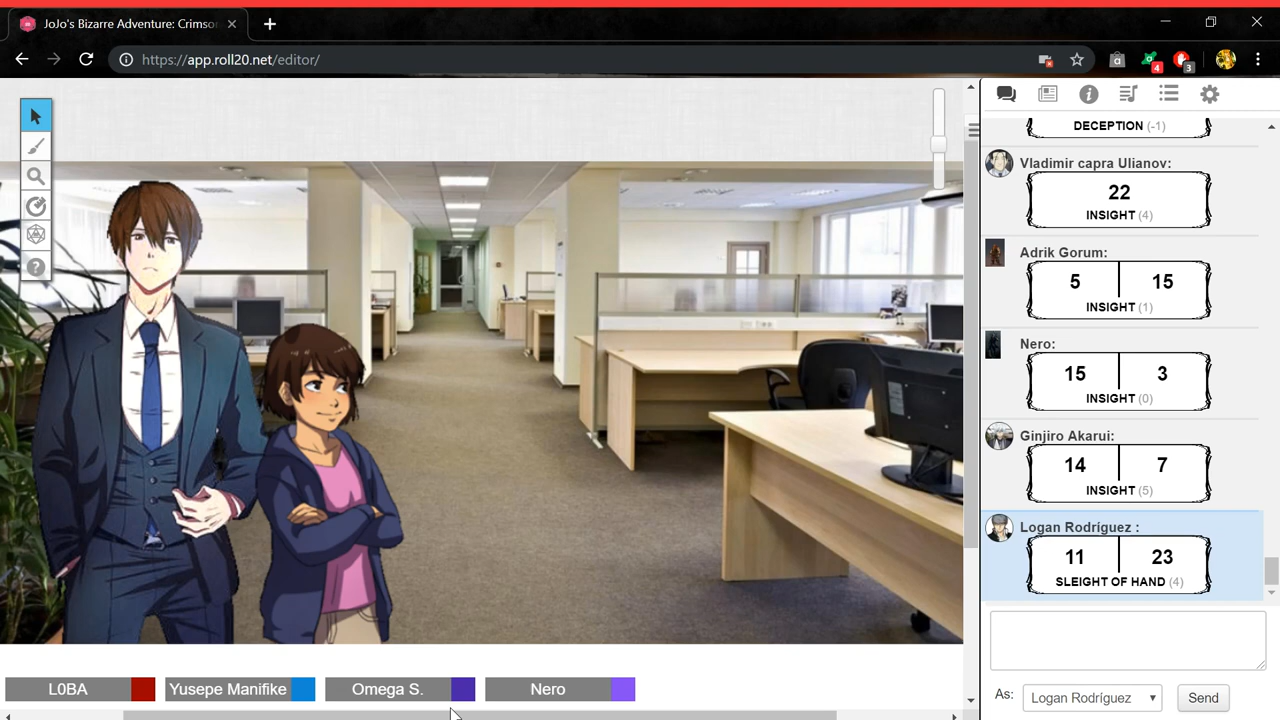 JoJo's Bizarre Adventure: Crimso
https://app.roll20.net/editor/
4
3
DECEPTION (-1)
Vladimir capra Ulianov:
22
INSIGHT (4)
Adrik Gorum:
5 15
INSIGHT (1)
Nero:
15 3
INSIGHT (0)
Ginjiro Akarui:
14 7
INSIGHT (5)
Logan Rodríguez :
11 23
SLEIGHT OF HAND (4)
L0BA
Yusepe Manifike
Omega S.
Nero
As:
Logan Rodríguez
Send